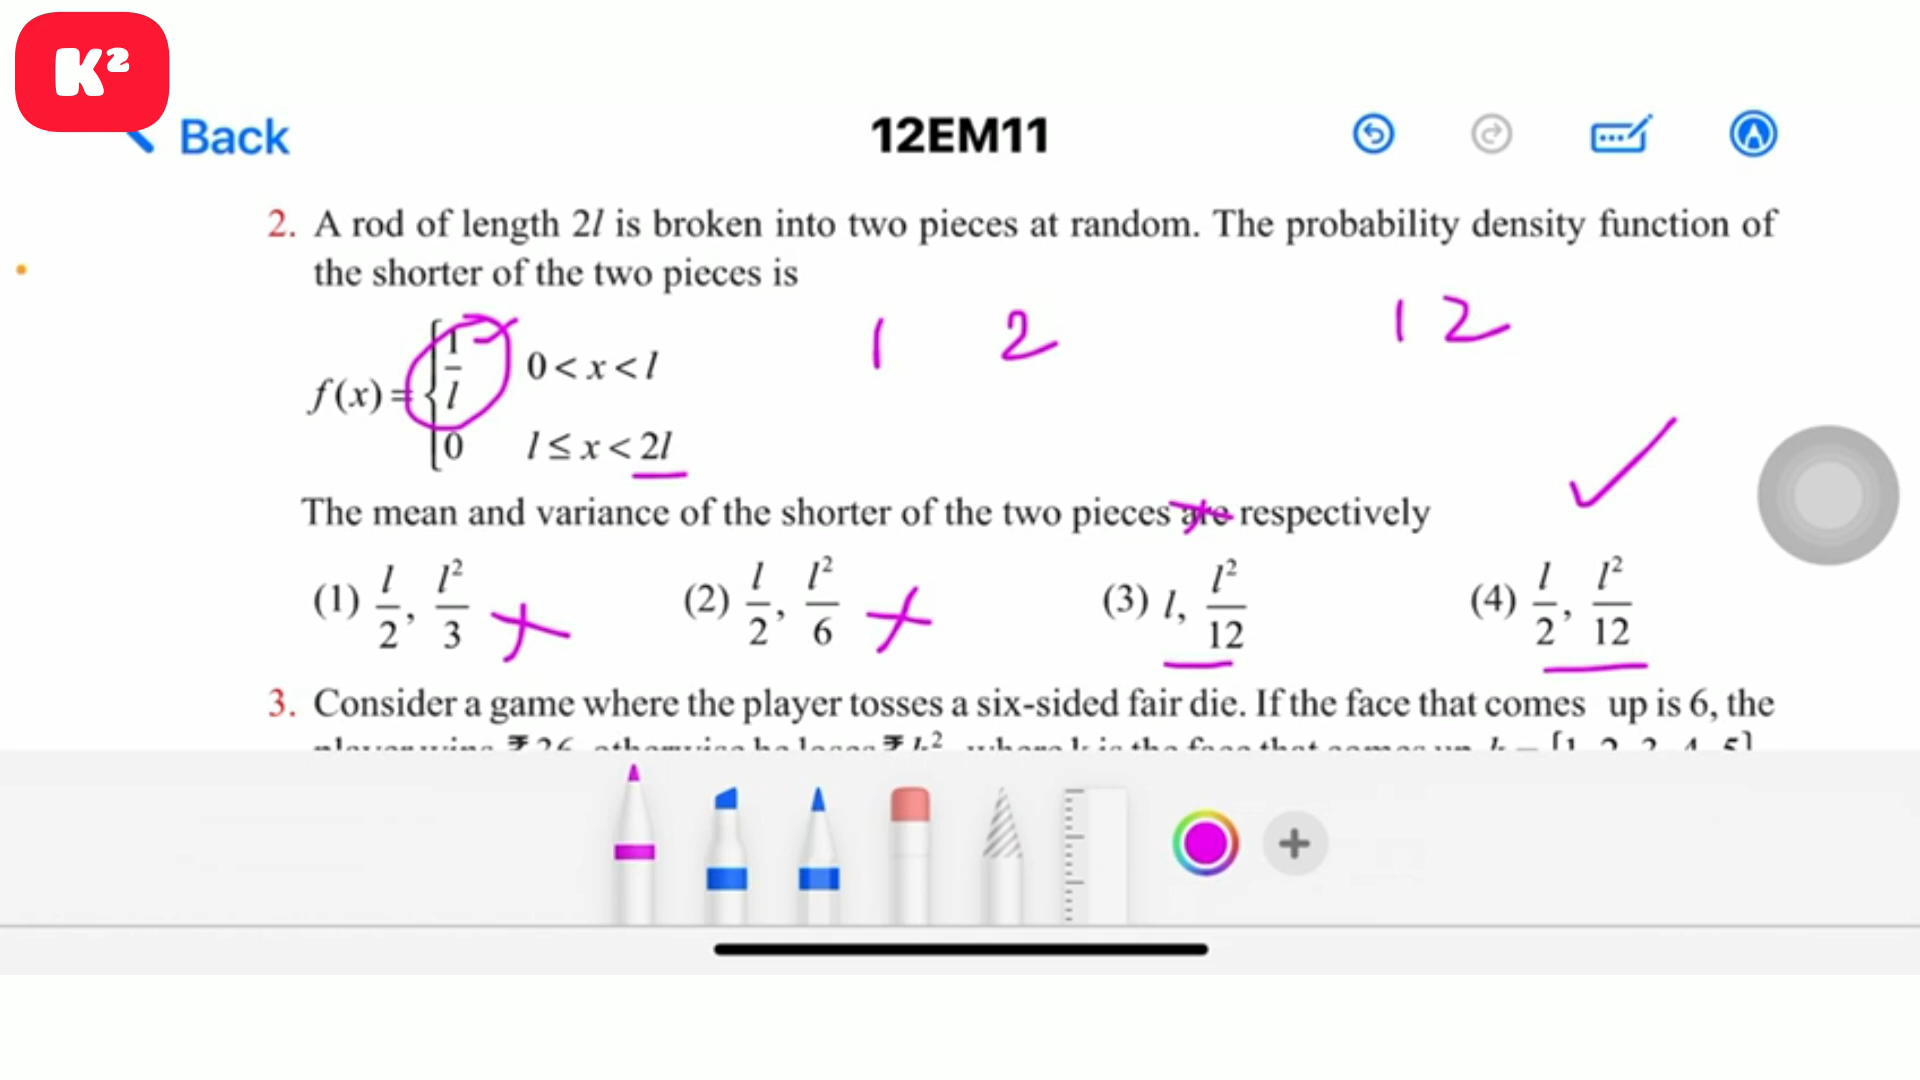 K²
Back
12EM11
2. A rod of length 2l is broken into two pieces at random. The probability density function of
the shorter of the two pieces is
1 2
1 2
f(x) = { 1/l 0 < x < l
0 l ≤ x < 2l
The mean and variance of the shorter of the two pieces are respectively
(1) l/2, l²/3 (2) l/2, l²/6 (3) l, l²/12 (4) l/2, l²/12
3. Consider a game where the player tosses a six-sided fair die. If the face that comes up is 6, the